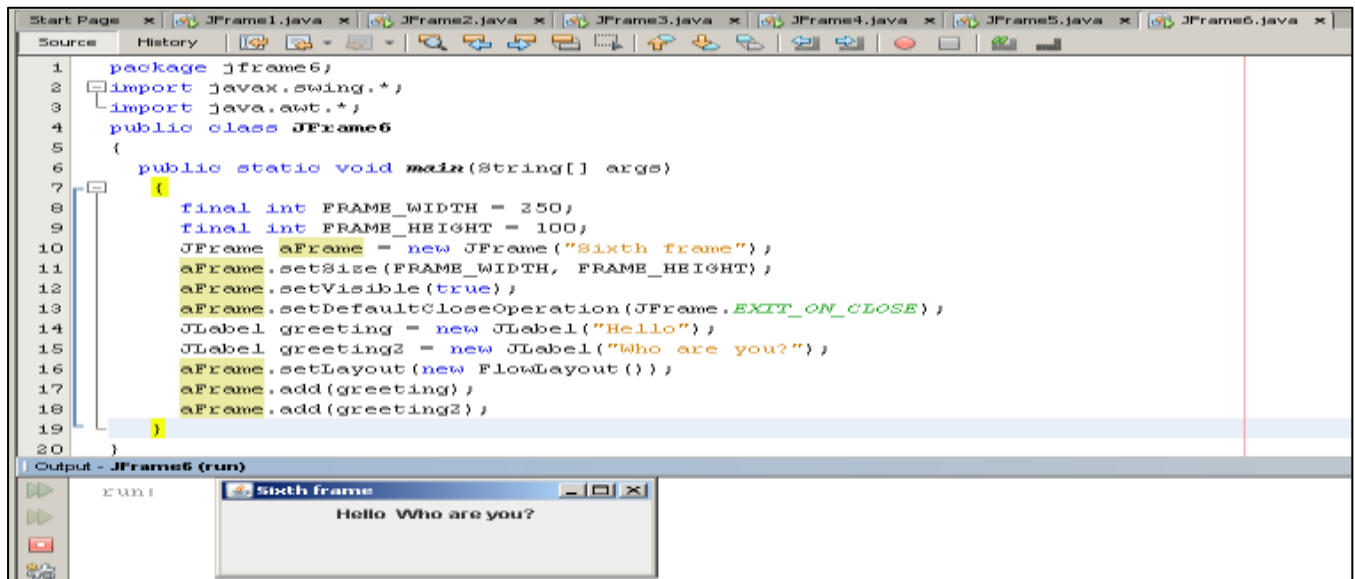 Start Page JFrame1.java JFrame2.java JFrame3.java JFrame4.java JFrame5.java JFrame6.java
Source History
1 package jframe6;
2 import javax.swing.*;
3 import java.awt.*;
4 public class JFrame6
5 {
6 public static void main(String[] args)
7 {
8 final int FRAME_WIDTH = 250;
9 final int FRAME_HEIGHT = 100;
10 JFrame aFrame = new JFrame("Sixth frame");
11 aFrame.setSize(FRAME_WIDTH, FRAME_HEIGHT);
12 aFrame.setVisible(true);
13 aFrame.setDefaultCloseOperation(JFrame.EXIT_ON_CLOSE);
14 JLabel greeting = new JLabel("Hello");
15 JLabel greeting2 = new JLabel("Who are you?");
16 aFrame.setLayout(new FlowLayout());
17 aFrame.add(greeting);
18 aFrame.add(greeting2);
19 }
20 }
Output - JFrame6 (run)
run:
Sixth frame
Hello Who are you?